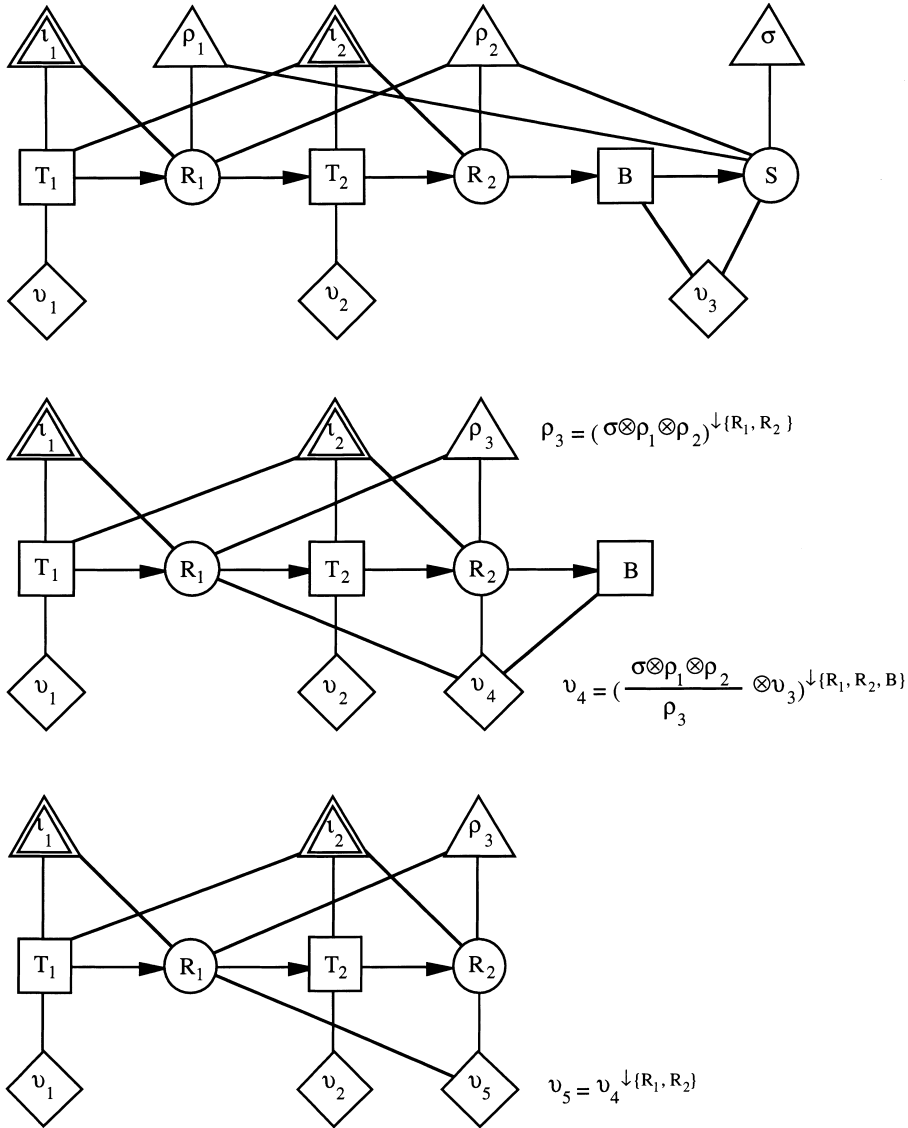 ι₁ ρ₁ ι₂ ρ₂ σ
T₁ R₁ T₂ R₂ B S
υ₁ υ₂ υ₃
ι₁ ι₂ ρ₃ ρ₃ = (σ⊗ρ₁⊗ρ₂)↓{R₁, R₂ }
T₁ R₁ T₂ R₂ B
υ₁ υ₂ υ₄ υ₄ = ( σ⊗ρ₁⊗ρ₂ / ρ₃ ⊗υ₃)↓{R₁, R₂, B}
ι₁ ι₂ ρ₃
T₁ R₁ T₂ R₂
υ₁ υ₂ υ₅ υ₅ = υ₄↓{R₁, R₂}